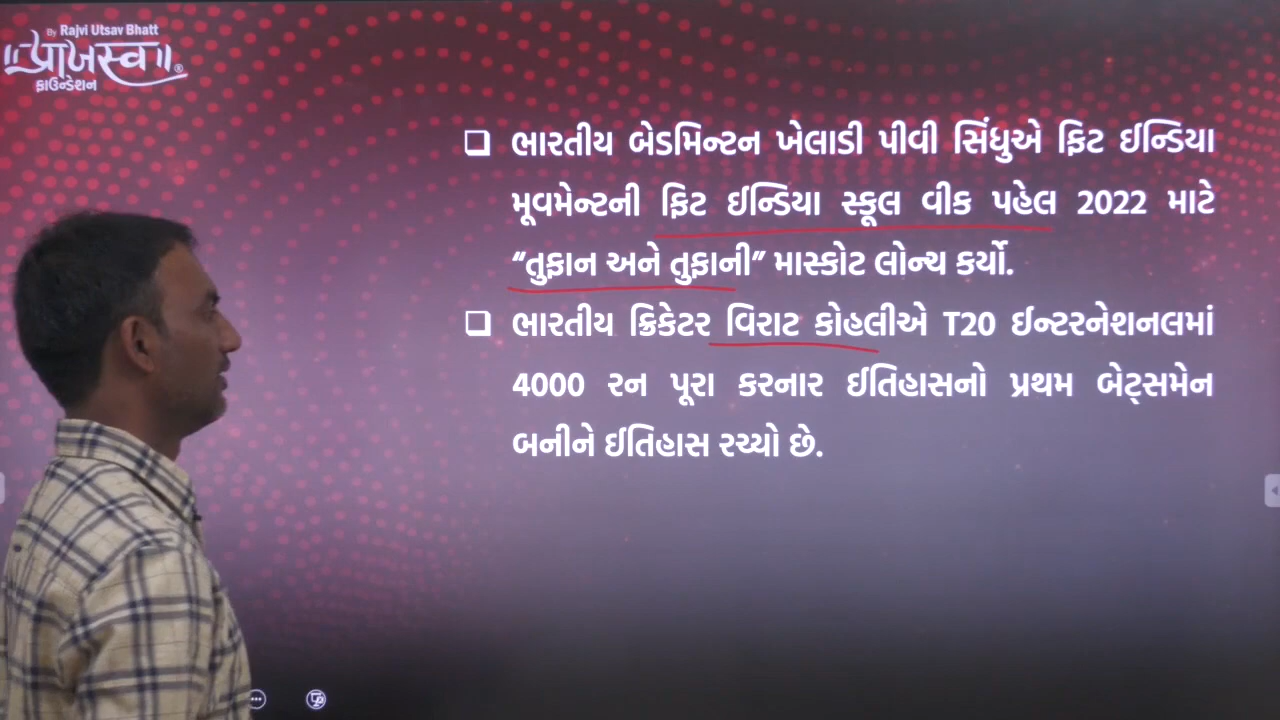 By Rajvi Utsav Bhatt
ફાઉન્ડેશન
❑ ભારતીય બેડમિન્ટન ખેલાડી પીવી સિંધુએ ફિટ ઈન્ડિયા
મૂવમેન્ટની ફિટ ઈન્ડિયા સ્કૂલ વીક પહેલ 2022 માટે
“તુફાન અને તુફાની” માસ્કોટ લોન્ચ કર્યો.
❑ ભારતીય ક્રિકેટર વિરાટ કોહલીએ T20 ઈન્ટરનેશનલમાં
4000 રન પૂરા કરનાર ઈતિહાસનો પ્રથમ બેટ્સમેન
બનીને ઈતિહાસ રચ્યો છે.